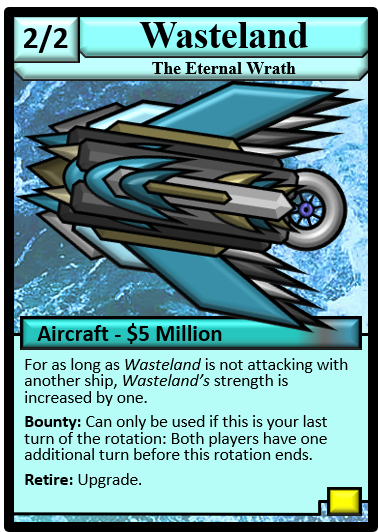 2/2
Wasteland
The Eternal Wrath
Aircraft - $5 Million
For as long as Wasteland is not attacking with
another ship, Wasteland's strength is
increased by one.
Bounty: Can only be used if this is your last
turn of the rotation: Both players have one
additional turn before this rotation ends.
Retire: Upgrade.